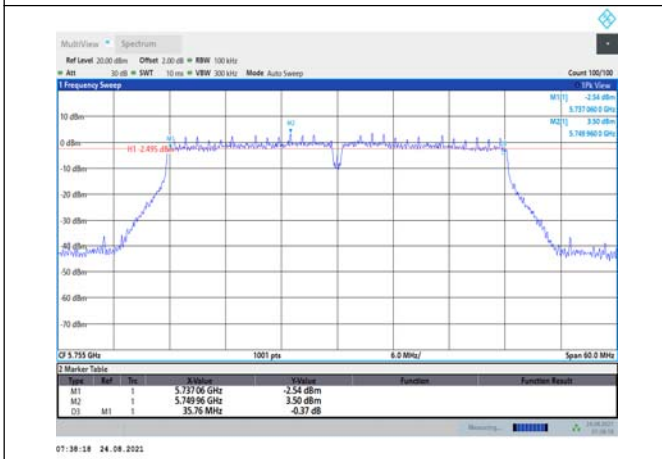 MultiView Spectrum
Ref Level 20.00 dBm Offset 2.00 dB RBW 100 kHz
Att 30 dB SWT 10 ms VBW 300 kHz Mode Auto Sweep Count 100/100
1 Frequency Sweep 1Pk View
M1[1] -2.54 dBm
5.737 060 0 GHz
M2[1] 3.50 dBm
5.749 960 0 GHz
10 dBm
M2
0 dBm
M1
H1 -2.495 dBm
-10 dBm
-20 dBm
-30 dBm
-40 dBm
-50 dBm
-60 dBm
-70 dBm
CF 5.755 GHz 1001 pts 6.0 MHz/ Span 60.0 MHz
2 Marker Table
Type Ref Trc X-Value Y-Value Function Function Result
M1 1 5.737 06 GHz -2.54 dBm
M2 1 5.749 96 GHz 3.50 dBm
D3 M1 1 35.76 MHz -0.37 dB
Measuring... 24.08.2021
07:38:18
07:38:18 24.08.2021